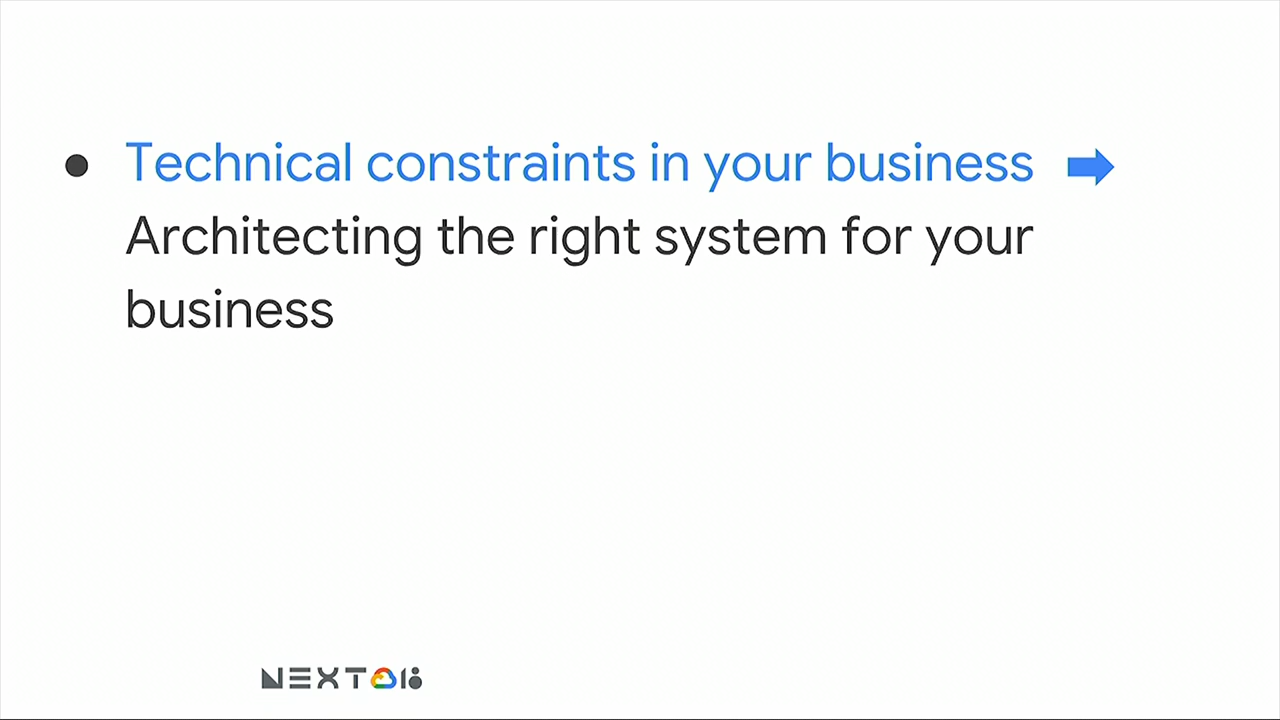 ● Technical constraints in your business ➡
Architecting the right system for your
business
NEXT 18